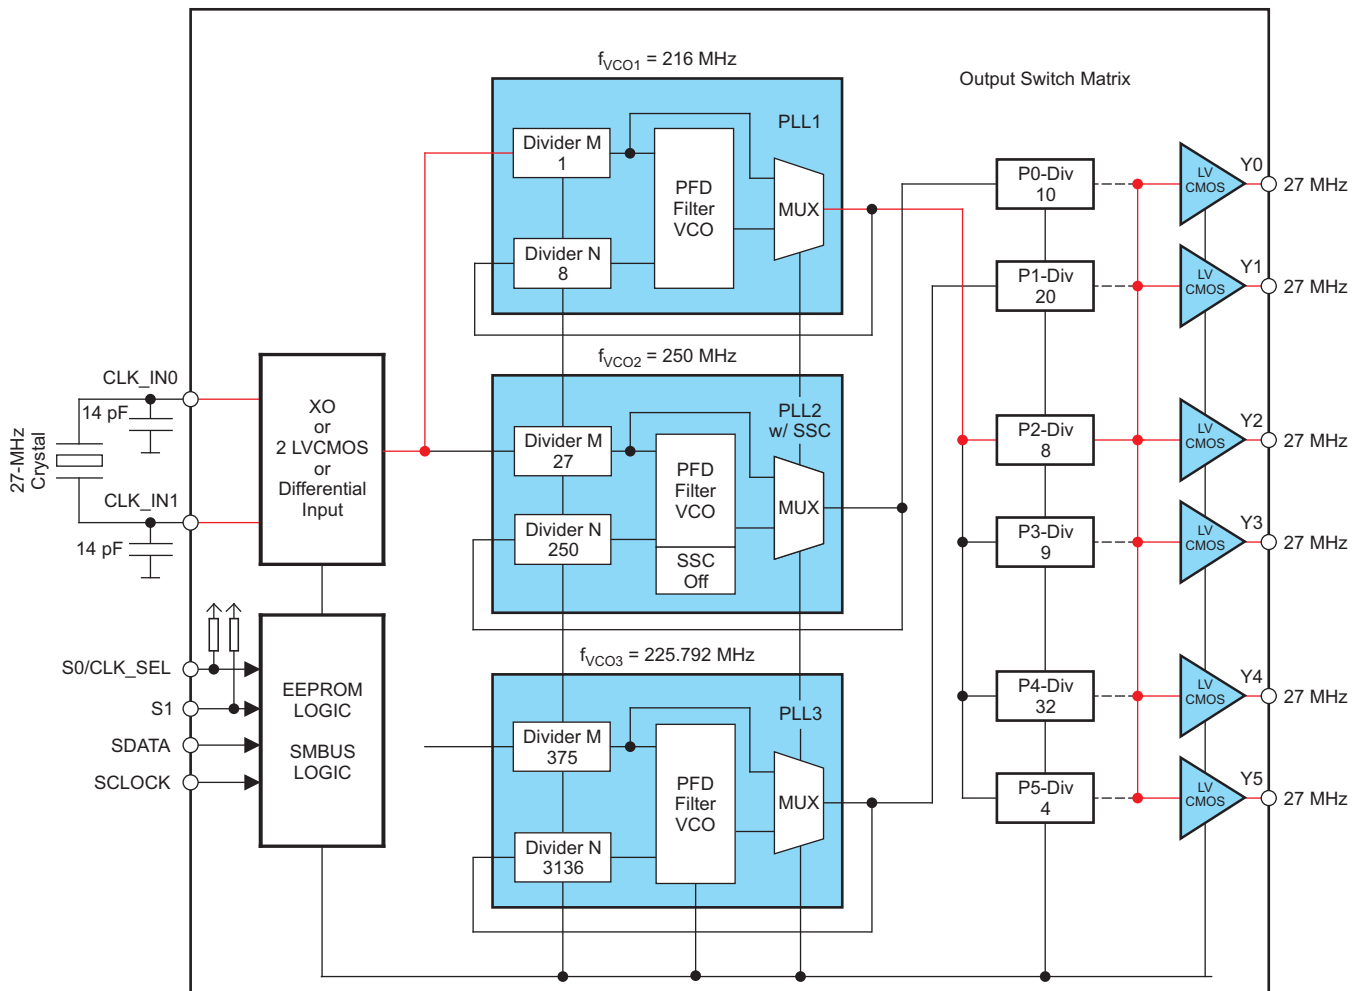 fVCO1 = 216 MHz
Output Switch Matrix
PLL1
Divider M
1
PFD
Filter
VCO
MUX
Divider N
8
P0-Div
10
LV
CMOS
Y0
27 MHz
P1-Div
20
LV
CMOS
Y1
27 MHz
fVCO2 = 250 MHz
CLK_IN0
14 pF
27-MHz
Crystal
CLK_IN1
14 pF
XO
or
2 LVCMOS
or
Differential
Input
PLL2
w/ SSC
Divider M
27
PFD
Filter
VCO
MUX
Divider N
250
SSC
Off
P2-Div
8
LV
CMOS
Y2
27 MHz
P3-Div
9
LV
CMOS
Y3
27 MHz
fVCO3 = 225.792 MHz
S0/CLK_SEL
S1
SDATA
SCLOCK
EEPROM
LOGIC
SMBUS
LOGIC
PLL3
Divider M
375
PFD
Filter
VCO
MUX
Divider N
3136
P4-Div
32
LV
CMOS
Y4
27 MHz
P5-Div
4
LV
CMOS
Y5
27 MHz